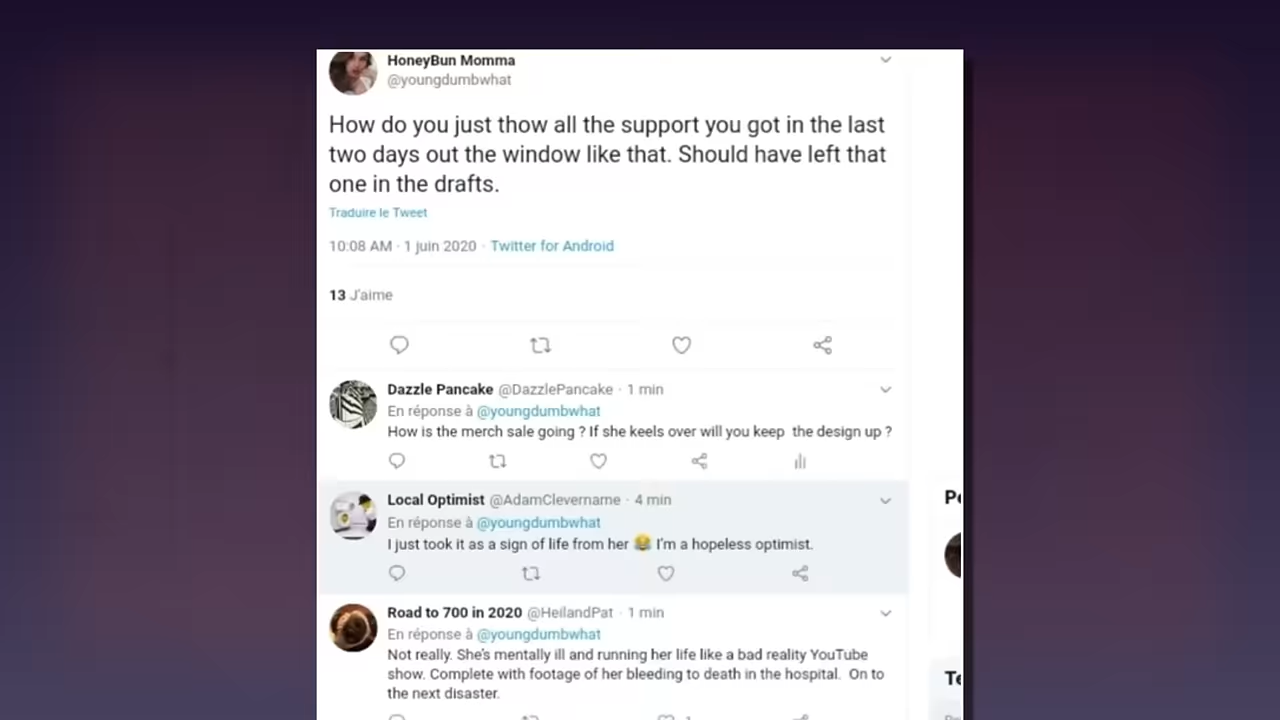 HoneyBun Momma
@youngdumbwhat
How do you just thow all the support you got in the last
two days out the window like that. Should have left that
one in the drafts.
Traduire le Tweet
10:08 AM · 1 juin 2020 · Twitter for Android
13 J'aime
Dazzle Pancake @DazzlePancake · 1 min
En réponse à @youngdumbwhat
How is the merch sale going ? If she keels over will you keep the design up ?
Local Optimist @AdamClevername · 4 min
En réponse à @youngdumbwhat
I just took it as a sign of life from her 😂 I'm a hopeless optimist.
Road to 700 in 2020 @HeilandPat · 1 min
En réponse à @youngdumbwhat
Not really. She's mentally ill and running her life like a bad reality YouTube
show. Complete with footage of her bleeding to death in the hospital. On to
the next disaster.